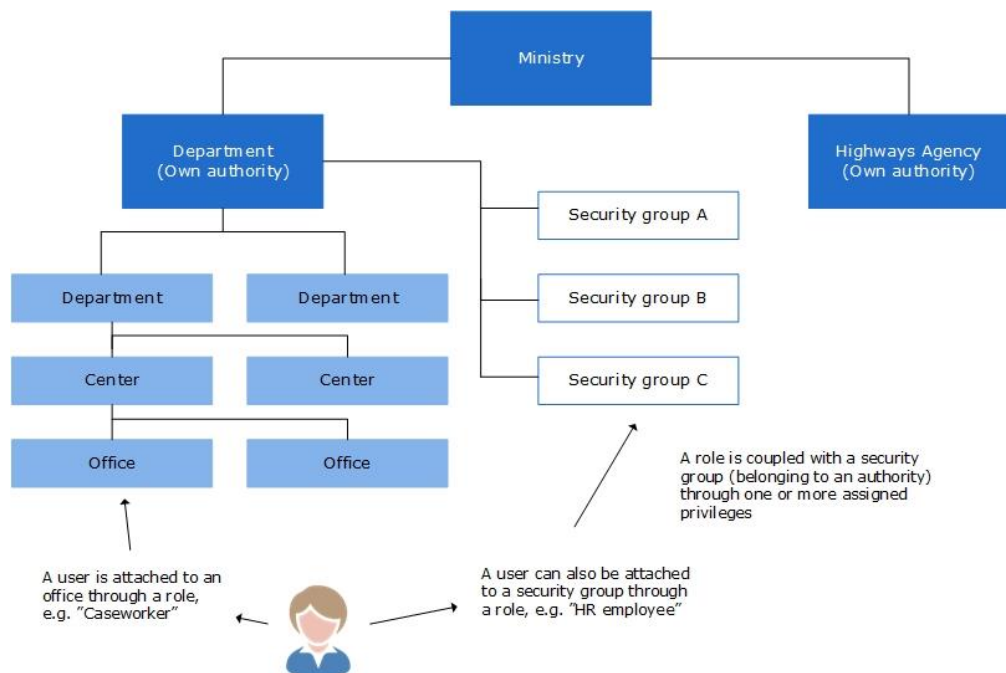 Ministry
Department
(Own authority)
Highways Agency
(Own authority)
Security group A
Department
Department
Security group B
Center
Center
Security group C
Office
Office
A role is coupled with a security
group (belonging to an authority)
through one or more assigned
privileges
A user is attached to an
office through a role,
e.g. ”Caseworker”
A user can also be attached
to a security group through
a role, e.g. ”HR employee”